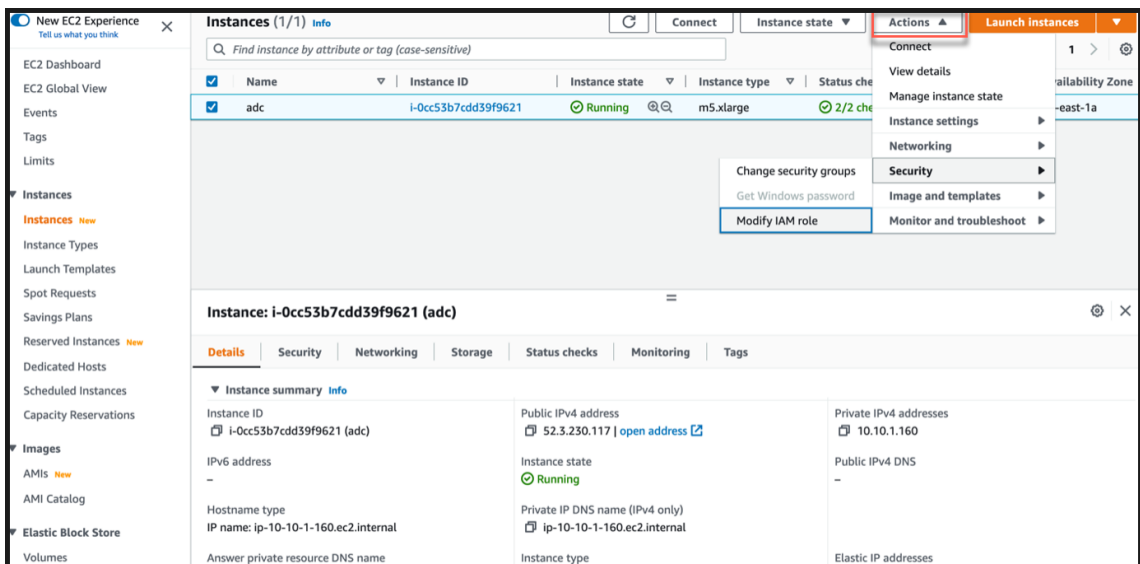 New EC2 Experience
Tell us what you think
EC2 Dashboard
EC2 Global View
Events
Tags
Limits
Instances
Instances New
Instance Types
Launch Templates
Spot Requests
Savings Plans
Reserved Instances New
Dedicated Hosts
Scheduled Instances
Capacity Reservations
Images
AMIs New
AMI Catalog
Elastic Block Store
Volumes
Instances (1/1) Info
Connect
Instance state
Actions
Launch instances
Find instance by attribute or tag (case-sensitive)
1
Name
Instance ID
Instance state
Instance type
Status che
ailability Zone
adc
i-0cc53b7cdd39f9621
Running
m5.xlarge
2/2 che
-east-1a
Connect
View details
Manage instance state
Instance settings
Networking
Security
Image and templates
Monitor and troubleshoot
Change security groups
Get Windows password
Modify IAM role
Instance: i-0cc53b7cdd39f9621 (adc)
Details
Security
Networking
Storage
Status checks
Monitoring
Tags
Instance summary Info
Instance ID
i-0cc53b7cdd39f9621 (adc)
Public IPv4 address
52.3.230.117 | open address
Private IPv4 addresses
10.10.1.160
IPv6 address
–
Instance state
Running
Public IPv4 DNS
–
Hostname type
IP name: ip-10-10-1-160.ec2.internal
Private IP DNS name (IPv4 only)
ip-10-10-1-160.ec2.internal
Answer private resource DNS name
Instance type
Elastic IP addresses